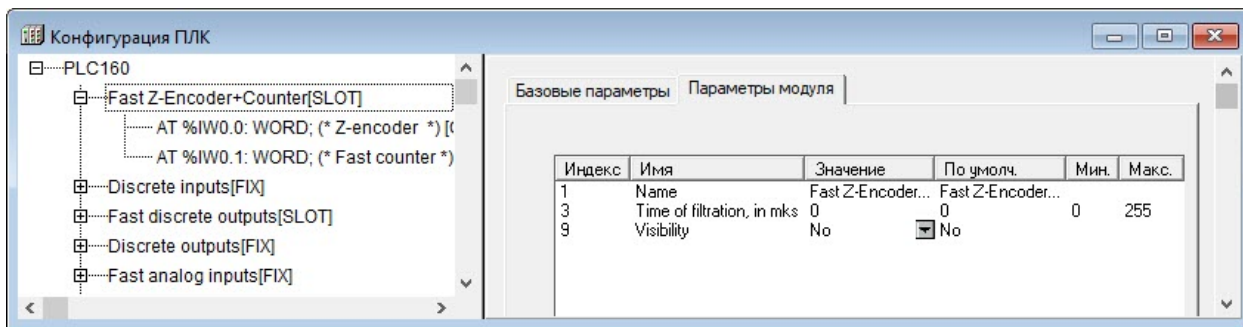 Конфигурация ПЛК
PLC160
Fast Z-Encoder+Counter[SLOT]
AT %IW0.0: WORD; (* Z-encoder *) [
AT %IW0.1: WORD; (* Fast counter *)
Discrete inputs[FIX]
Fast discrete outputs[SLOT]
Discrete outputs[FIX]
Fast analog inputs[FIX]
Базовые параметры Параметры модуля
Индекс Имя Значение По умолч. Мин. Макс.
1 Name Fast Z-Encoder... Fast Z-Encoder...
3 Time of filtration, in mks 0 0 0 255
9 Visibility No No